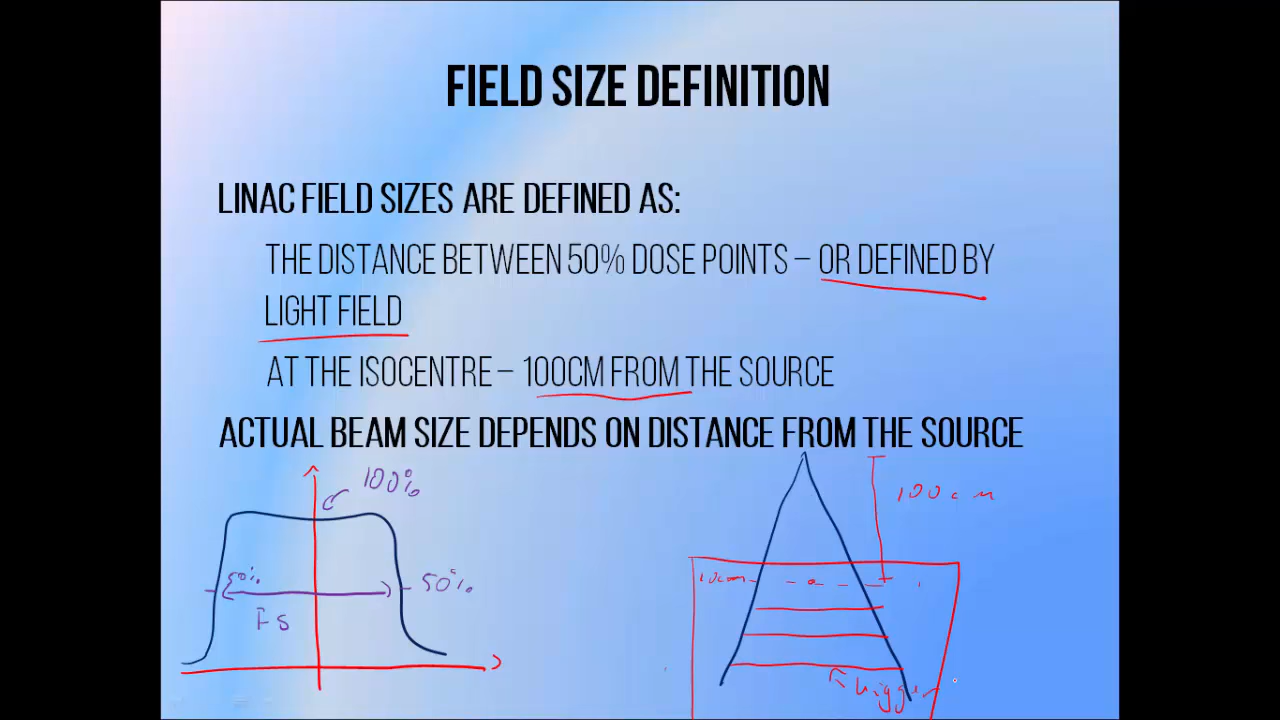 FIELD SIZE DEFINITION
LINAC FIELD SIZES ARE DEFINED AS:
THE DISTANCE BETWEEN 50% DOSE POINTS – OR DEFINED BY
LIGHT FIELD
AT THE ISOCENTRE – 100CM FROM THE SOURCE
ACTUAL BEAM SIZE DEPENDS ON DISTANCE FROM THE SOURCE
100%
50%
50%
FS
100cm
10cm
bigger